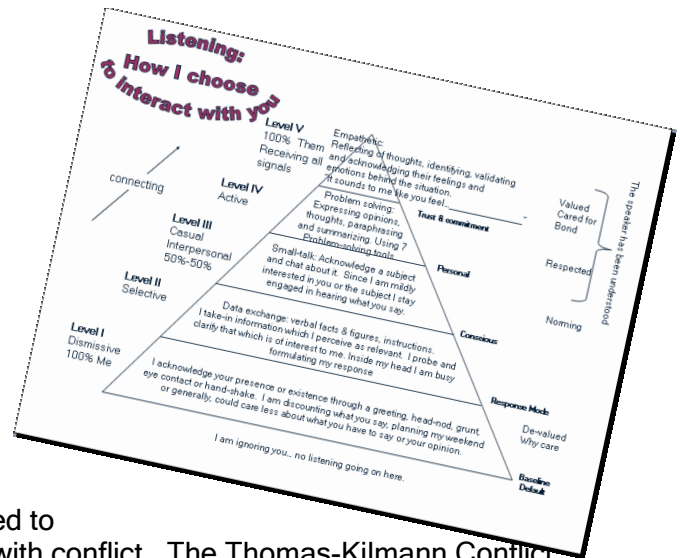 Listening:
How I choose
to interact with you
Level V
100% Them
Receiving all
signals
Empathetic:
Reflecting of thoughts, identifying, validating
and acknowledging their feelings and
emotions behind the situation.
"It sounds to me like you feel...
connecting
Level IV
Active
Problem solving:
Expressing opinions,
thoughts, paraphrasing
and summarizing. Using 7
Problem-solving tools
Trust & commitment
Valued
Cared for
Bond
Respected
The speaker has been understood
Level III
Casual
Interpersonal
50%-50%
Small-talk: Acknowledge a subject
and chat about it. Since I am mildly
interested in you or the subject I stay
engaged in hearing what you say.
Personal
Level II
Selective
Data exchange: verbal facts & figures, instructions.
I take-in information which I perceive as relevant. I probe and
clarify that which is of interest to me. Inside my head I am busy
formulating my response
Conscious
Norming
Level I
Dismissive
100% Me
I acknowledge your presence or existence through a greeting, head-nod, grunt,
eye contact or hand-shake. I am discounting what you say, planning my weekend
or generally, could care less about what you have to say or your opinion.
Response Mode
De-valued
Why care
I am ignoring you... no listening going on here.
Baseline
Default
ed to
with conflict. The Thomas-Kilmann Conflict